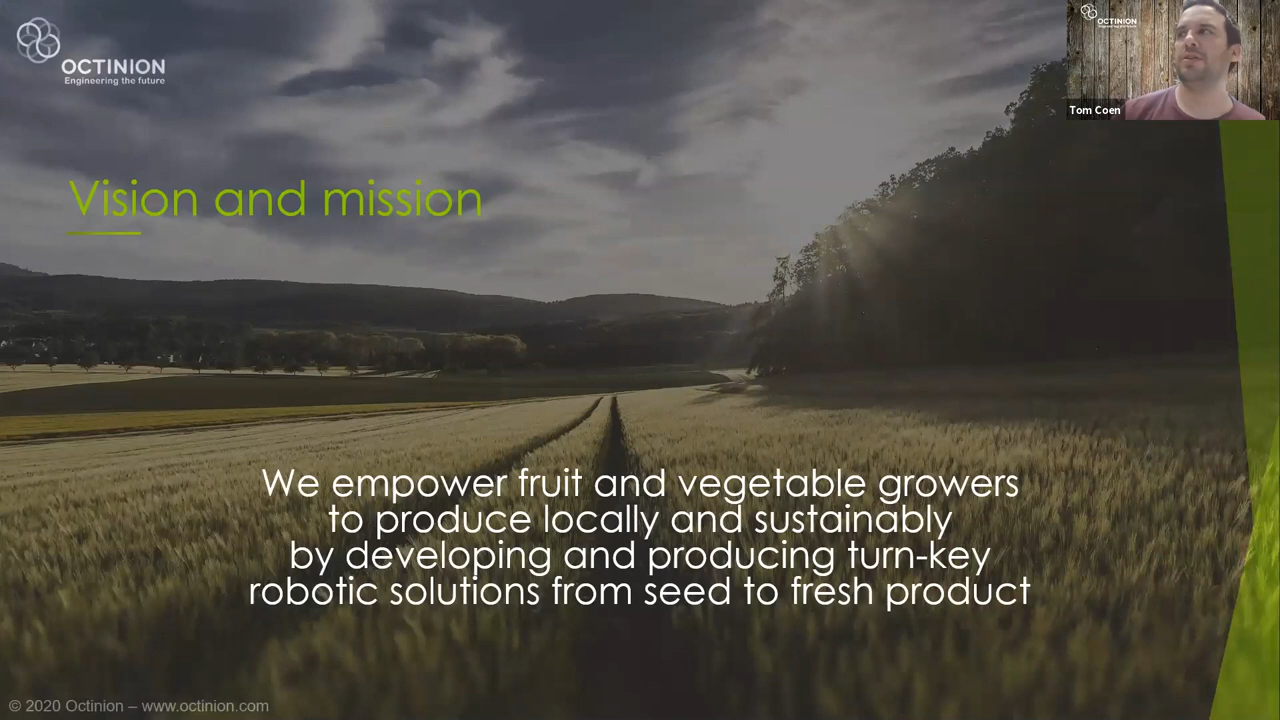 OCTINION
Engineering the future
OCTINION
Tom Coen
Vision and mission
We empower fruit and vegetable growers
to produce locally and sustainably
by developing and producing turn-key
robotic solutions from seed to fresh product
© 2020 Octinion – www.octinion.com